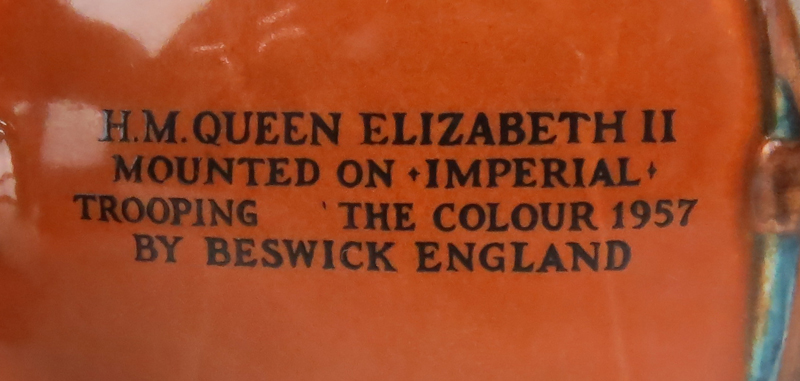 H.M. QUEEN ELIZABETH II
MOUNTED ON ✦IMPERIAL✦
TROOPING ' THE COLOUR 1957
BY BESWICK ENGLAND